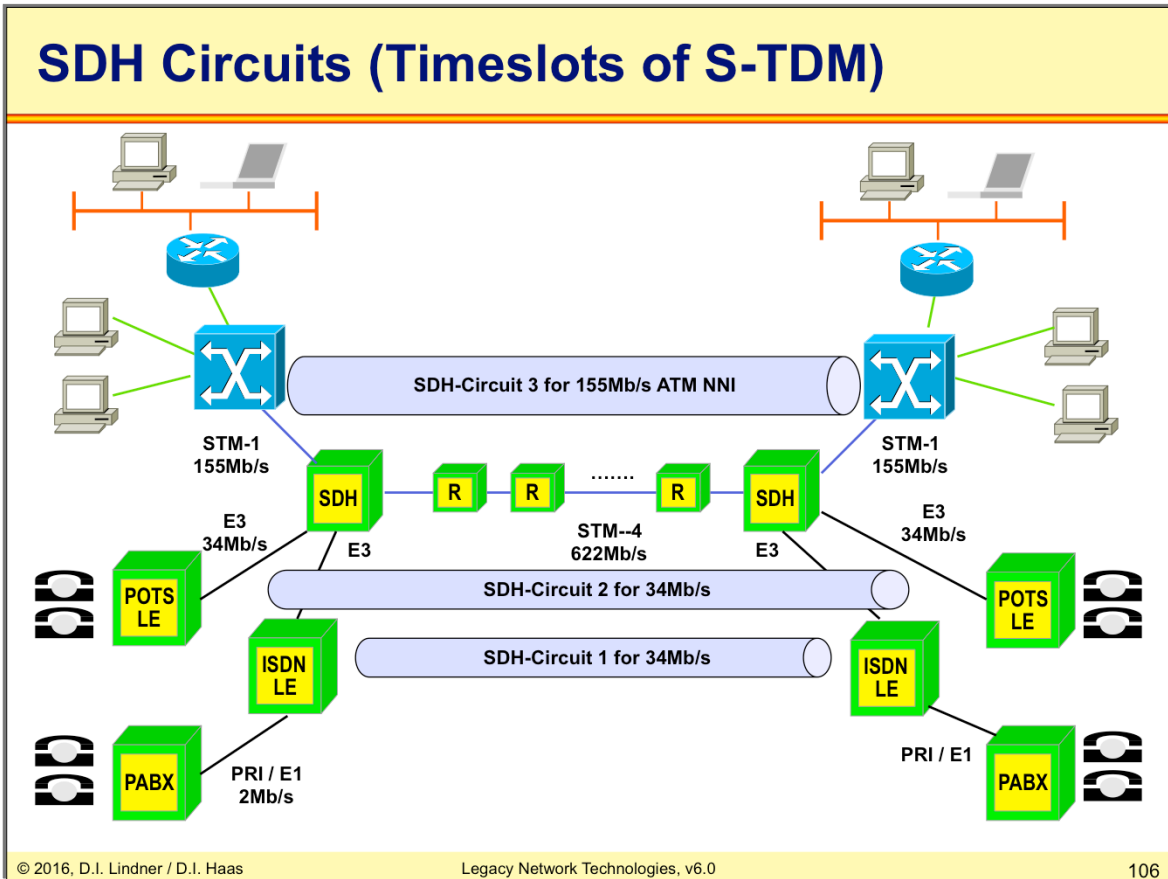 SDH Circuits (Timeslots of S-TDM)
SDH-Circuit 3 for 155Mb/s ATM NNI
STM-1
155Mb/s
STM-1
155Mb/s
SDH
R
R
.......
R
SDH
E3
34Mb/s
E3
STM--4
622Mb/s
E3
E3
34Mb/s
POTS
LE
SDH-Circuit 2 for 34Mb/s
POTS
LE
ISDN
LE
SDH-Circuit 1 for 34Mb/s
ISDN
LE
PABX
PRI / E1
2Mb/s
PRI / E1
PABX
© 2016, D.I. Lindner / D.I. Haas
Legacy Network Technologies, v6.0
106